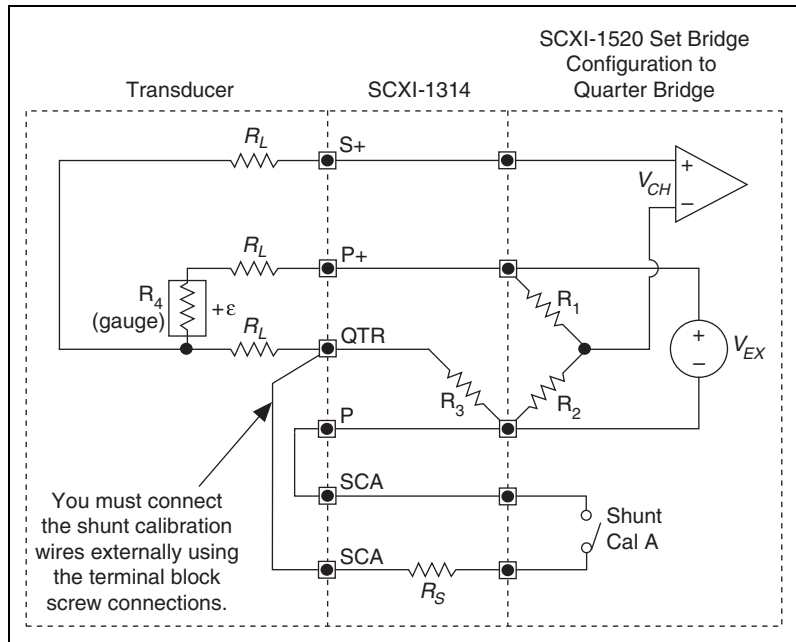 SCXI-1520 Set Bridge
Configuration to
Quarter Bridge
Transducer
SCXI-1314
R_L
S+
+
V_CH
–
R_L
P+
R_4
(gauge)
+ε
R_1
R_L
QTR
+
–
V_EX
R_3
R_2
P
SCA
You must connect
the shunt calibration
wires externally using
the terminal block
screw connections.
Shunt
Cal A
SCA
R_S